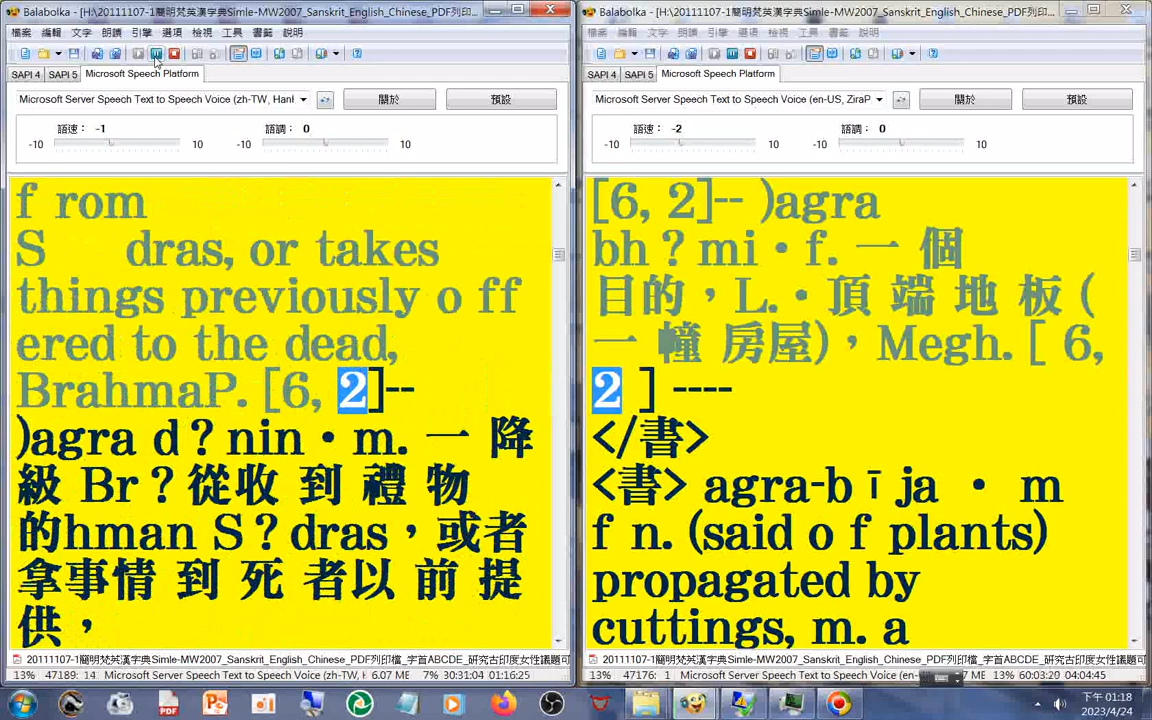 Balabolka - [H:\20111107-1簡明梵英漢字典Simle-MW2007_Sanskrit_English_Chinese_PDF列印...
檔案 編輯 文字 朗讀 引擎 選項 檢視 工具 書籤 說明
SAPI 4 SAPI 5 Microsoft Speech Platform
Microsoft Server Speech Text to Speech Voice (zh-TW, Hanl
關於 預設
語速： -1 語調： 0
-10 10 -10 10
f rom
S dras, or takes
things previously o ff
ered to the dead,
BrahmaP. [6, 2]--
)agra d？nin・m. 一 降
級 Br？從收 到 禮 物
的hman S？dras，或者
拿事情 到 死 者以 前 提
供，
20111107-1簡明梵英漢字典Simle-MW2007_Sanskrit_English_Chinese_PDF列印檔_字首ABCDE_研究古印度女性議題可
13% 47189: 14 Microsoft Server Speech Text to Speech Voice (zh-TW, 6.07 ME 7% 30:31:04 01:16:25
Balabolka - [H:\20111107-1簡明梵英漢字典Simle-MW2007_Sanskrit_English_Chinese_PDF列印...
檔案 編輯 文字 朗讀 引擎 選項 檢視 工具 書籤 說明
SAPI 4 SAPI 5 Microsoft Speech Platform
Microsoft Server Speech Text to Speech Voice (en-US, ZiraP
關於 預設
語速： -2 語調： 0
-10 10 -10 10
[6, 2]-- )agra
bh？mi・f. 一 個
目的，L.・頂 端 地 板 (
一 幢 房屋)，Megh. [ 6,
2 ] ----
</書>
<書> agra-b ī ja ・ m
f n. (said o f plants)
propagated by
cuttings, m. a
20111107-1簡明梵英漢字典Simle-MW2007_Sanskrit_English_Chinese_PDF列印檔_字首ABCDE_研究古印度女性議題可
13% 47176: 1 Microsoft Server Speech Text to Speech Voice (en-US, ME 13% 60:03:20 04:04:45
下午 01:18
2023/4/24